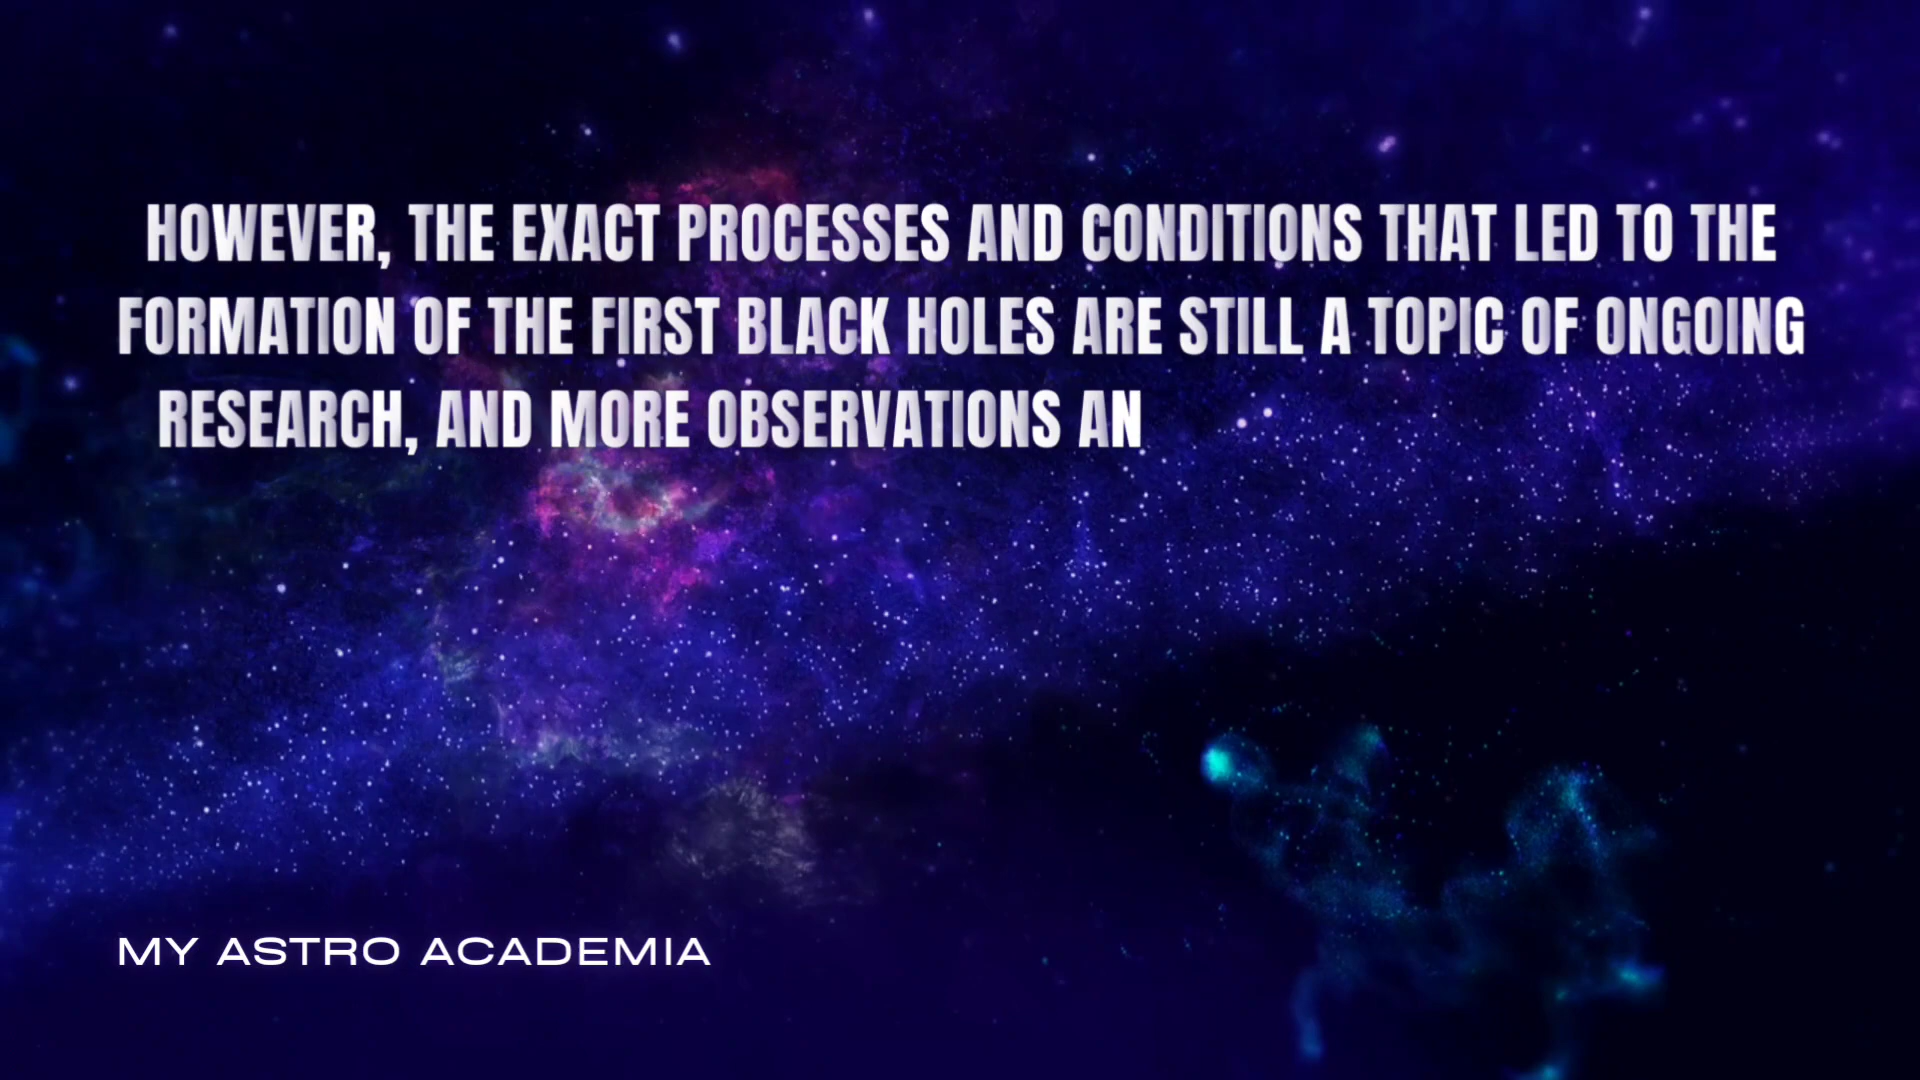 HOWEVER, THE EXACT PROCESSES AND CONDITIONS THAT LED TO THE
FORMATION OF THE FIRST BLACK HOLES ARE STILL A TOPIC OF ONGOING
RESEARCH, AND MORE OBSERVATIONS AN
MY ASTRO ACADEMIA